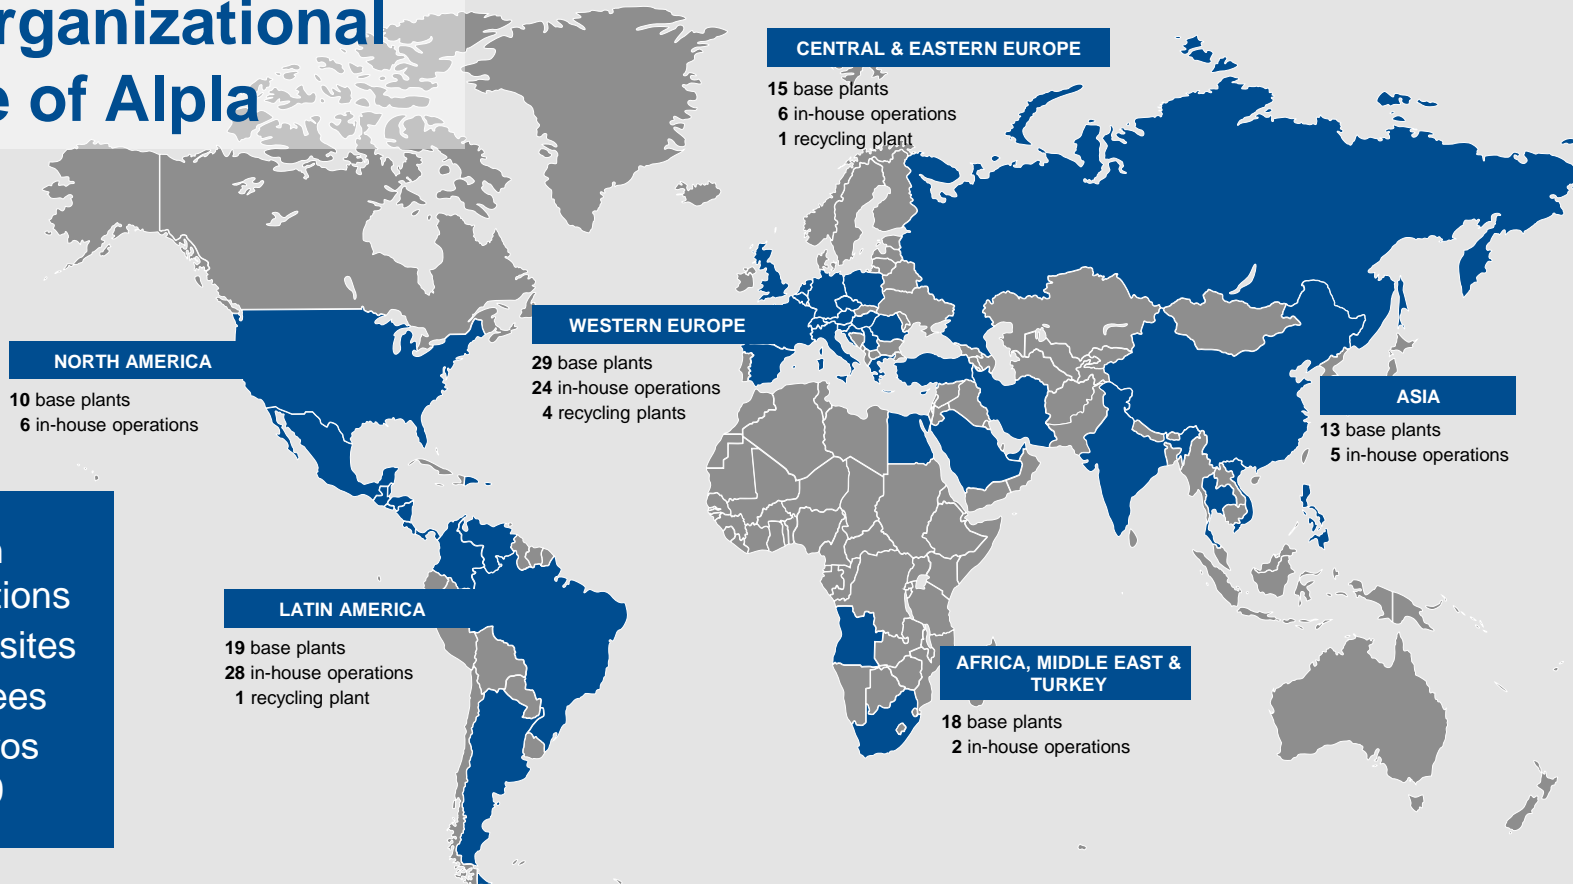 rganizational
e of Alpla
CENTRAL & EASTERN EUROPE
15 base plants
6 in-house operations
1 recycling plant
WESTERN EUROPE
29 base plants
24 in-house operations
4 recycling plants
NORTH AMERICA
10 base plants
6 in-house operations
ASIA
13 base plants
5 in-house operations
tions
sites
ees
os
LATIN AMERICA
19 base plants
28 in-house operations
1 recycling plant
AFRICA, MIDDLE EAST &
TURKEY
18 base plants
2 in-house operations